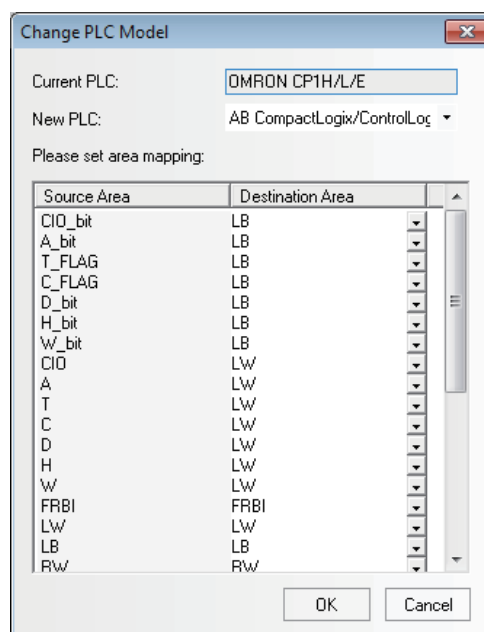 Change PLC Model
Current PLC: OMRON CP1H/L/E
New PLC: AB CompactLogix/ControlLog
Please set area mapping:
Source Area Destination Area
CIO_bit LB
A_bit LB
T_FLAG LB
C_FLAG LB
D_bit LB
H_bit LB
W_bit LB
CIO LW
A LW
T LW
C LW
D LW
H LW
W LW
FRBI FRBI
LW LW
LB LB
RW RW
OK Cancel